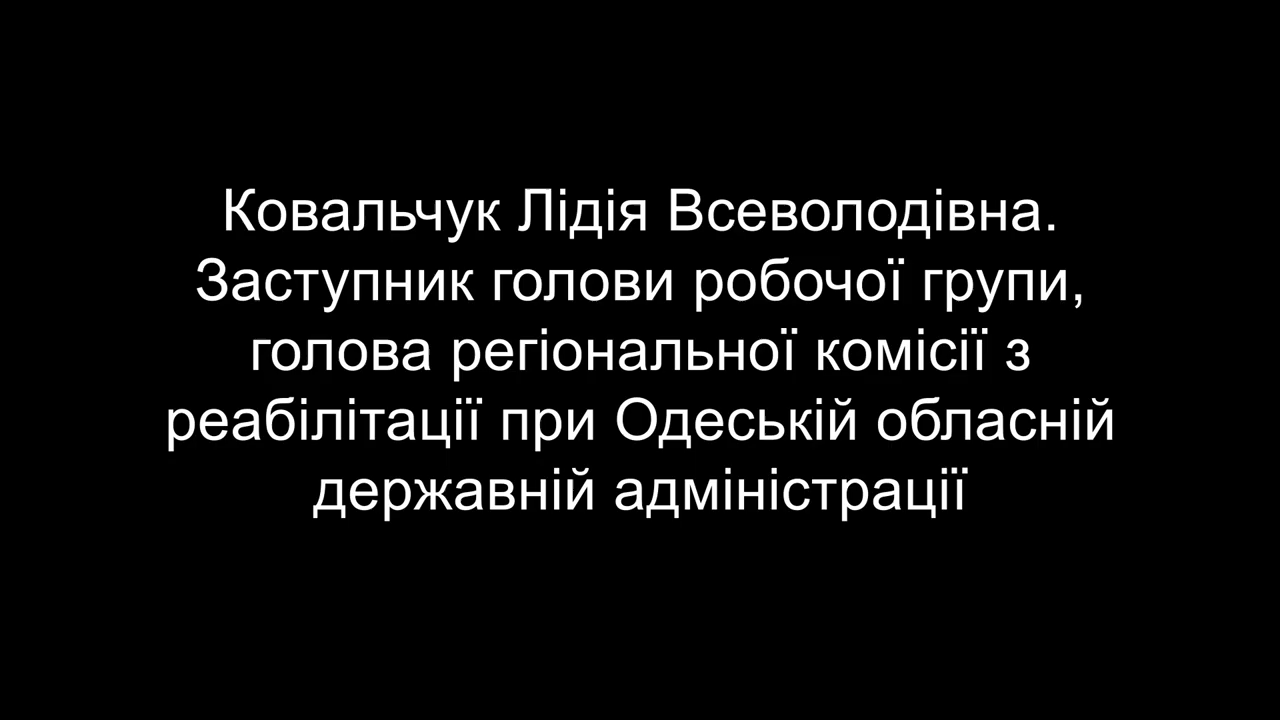 Ковальчук Лідія Всеволодівна.
Заступник голови робочої групи,
голова регіональної комісії з
реабілітації при Одеській обласній
державній адміністрації